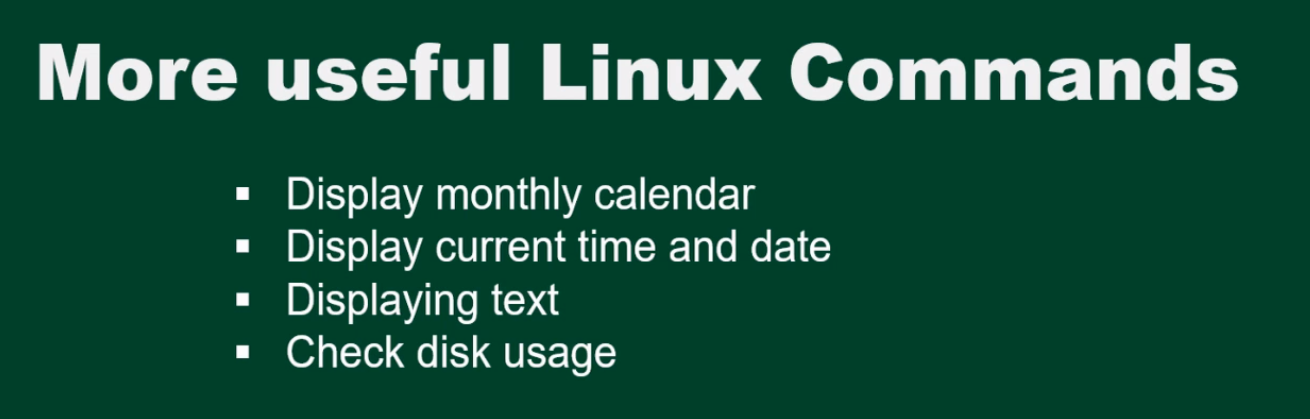 More useful Linux Commands
▪ Display monthly calendar
▪ Display current time and date
▪ Displaying text
▪ Check disk usage